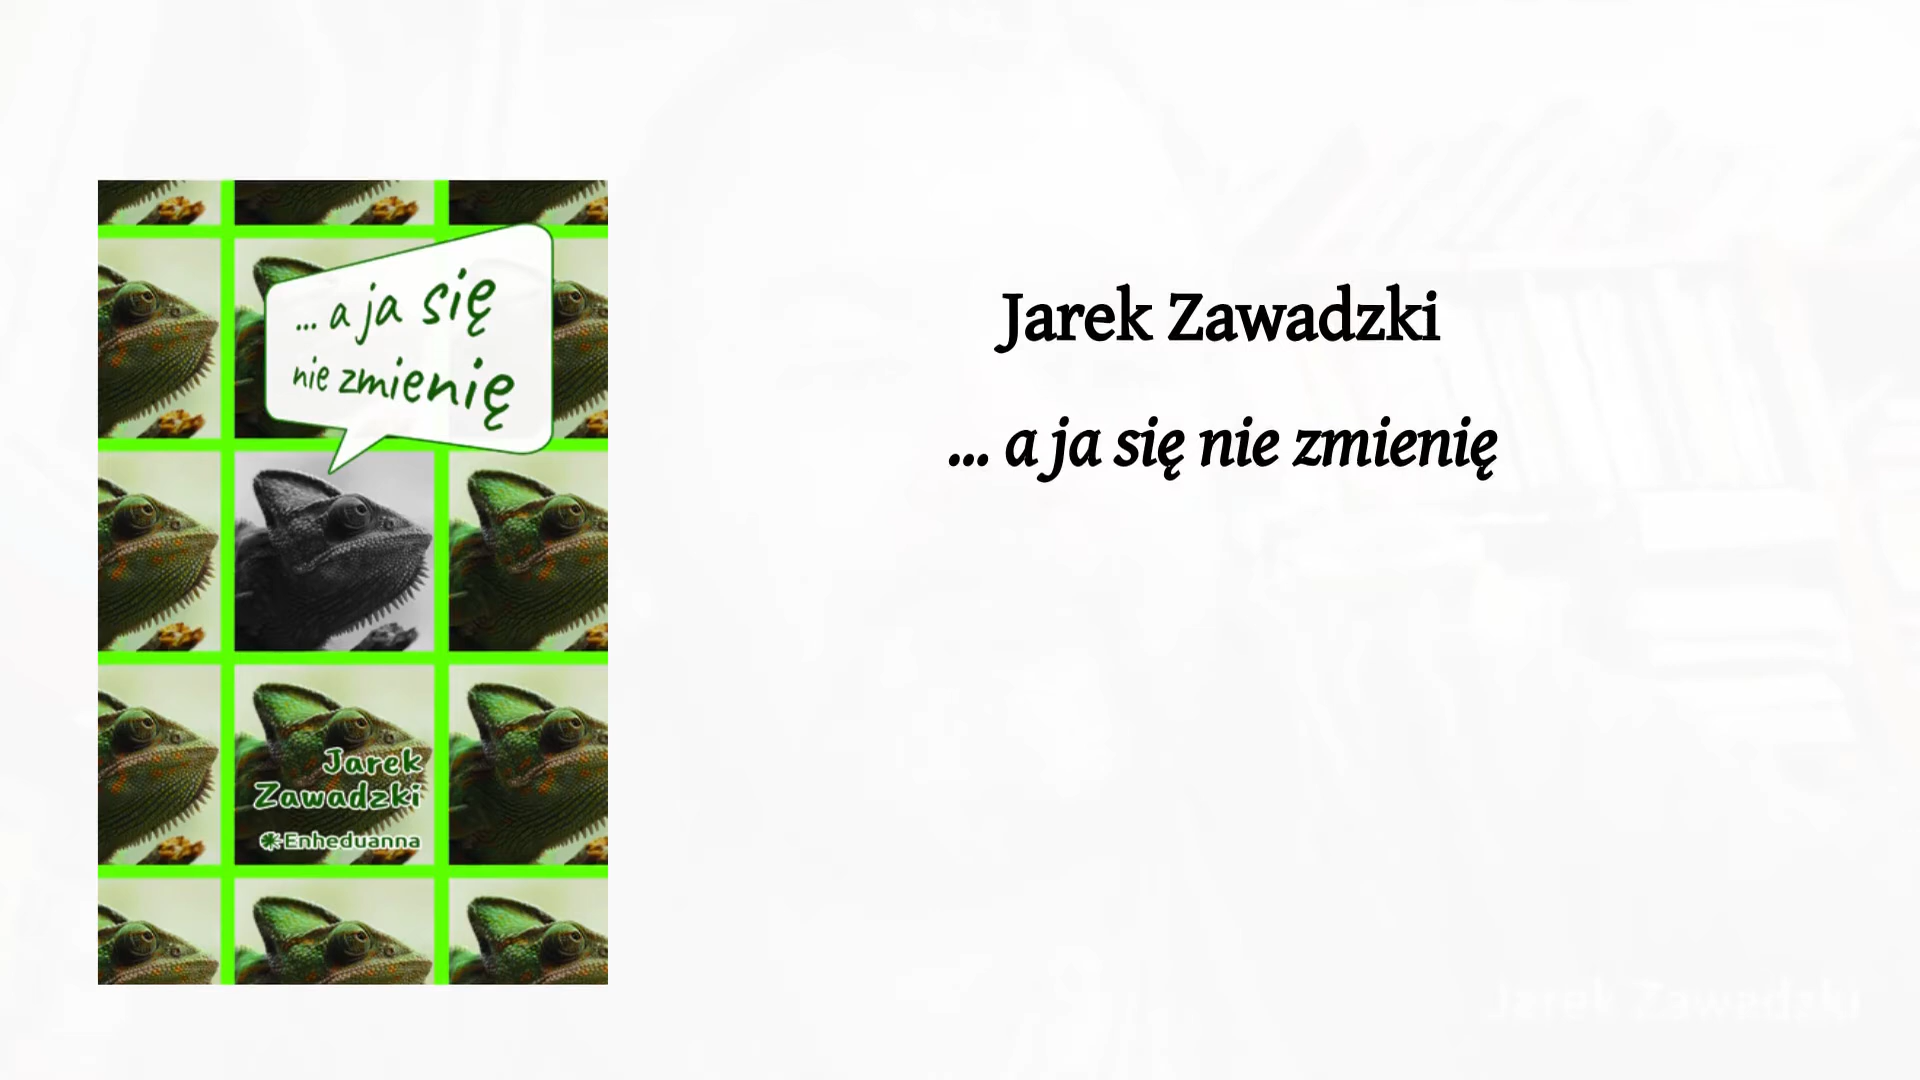 ... a ja się
nie zmienię
Jarek
Zawadzki
Enheduanna
Jarek Zawadzki
... a ja się nie zmienię
Jarek Zawadzki